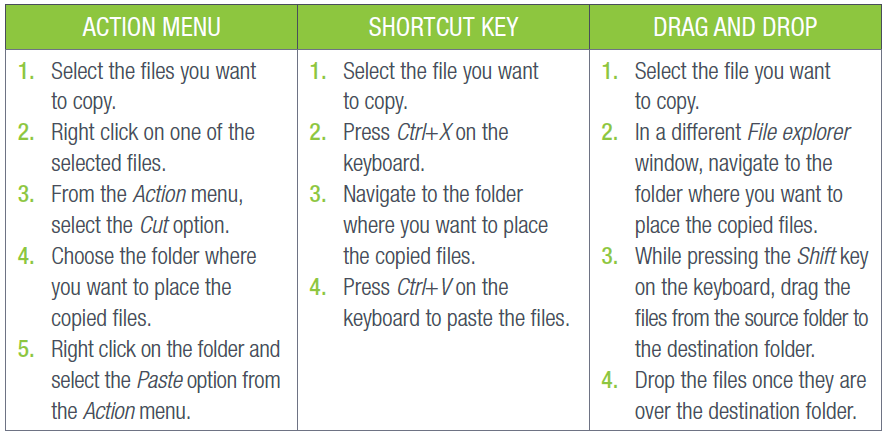 ACTION MENU
1. Select the files you want
to copy.
2. Right click on one of the
selected files.
3. From the Action menu,
select the Cut option.
4. Choose the folder where
you want to place the
copied files.
5. Right click on the folder and
select the Paste option from
the Action menu.
SHORTCUT KEY
1. Select the file you want
to copy.
2. Press Ctrl+X on the
keyboard.
3. Navigate to the folder
where you want to place
the copied files.
4. Press Ctrl+V on the
keyboard to paste the files.
DRAG AND DROP
1. Select the file you want
to copy.
2. In a different File explorer
window, navigate to the
folder where you want to
place the copied files.
3. While pressing the Shift key
on the keyboard, drag the
files from the source folder to
the destination folder.
4. Drop the files once they are
over the destination folder.